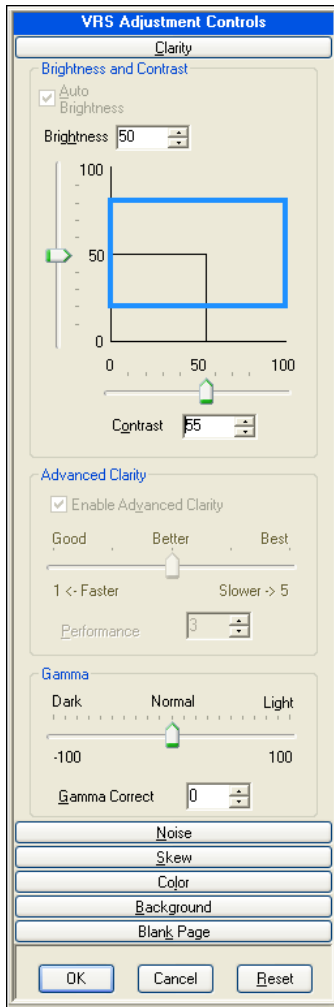 VRS Adjustment Controls
Clarity
Brightness and Contrast
Auto
Brightness
Brightness 50
100
50
0
0 50 100
Contrast 55
Advanced Clarity
Enable Advanced Clarity
Good Better Best
1 <- Faster Slower -> 5
Performance 3
Gamma
Dark Normal Light
-100 100
Gamma Correct 0
Noise
Skew
Color
Background
Blank Page
OK Cancel Reset